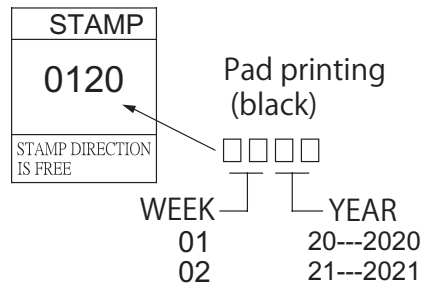 STAMP
0120
STAMP DIRECTION
IS FREE
Pad printing
(black)
□□□□
WEEK
YEAR
01 20---2020
02 21---2021